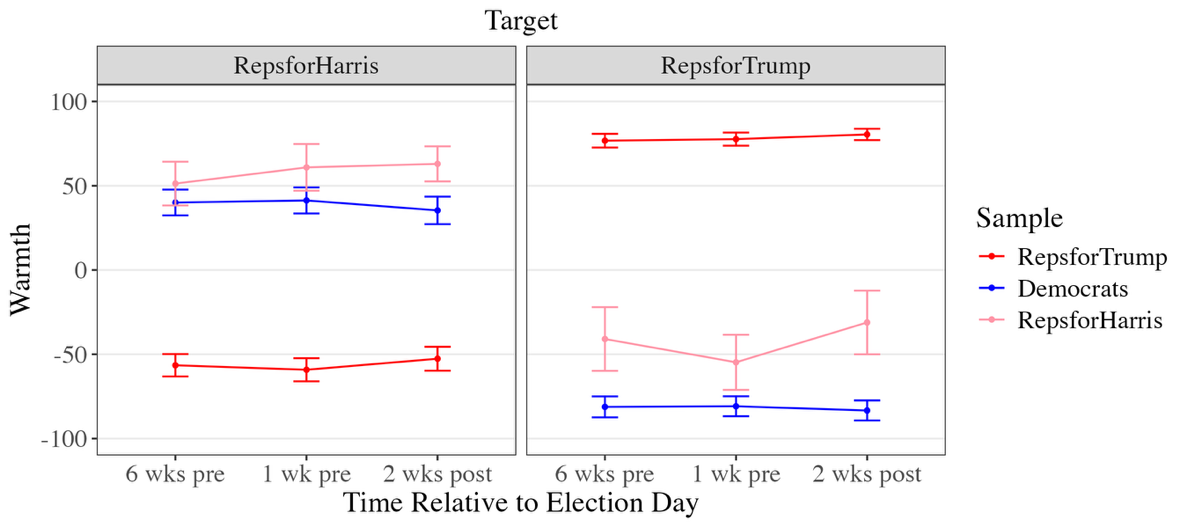 Target
RepsforHarris
RepsforTrump
Warmth
100
50
0
-50
-100
6 wks pre
1 wk pre
2 wks post
6 wks pre
1 wk pre
2 wks post
Time Relative to Election Day
Sample
RepsforTrump
Democrats
RepsforHarris